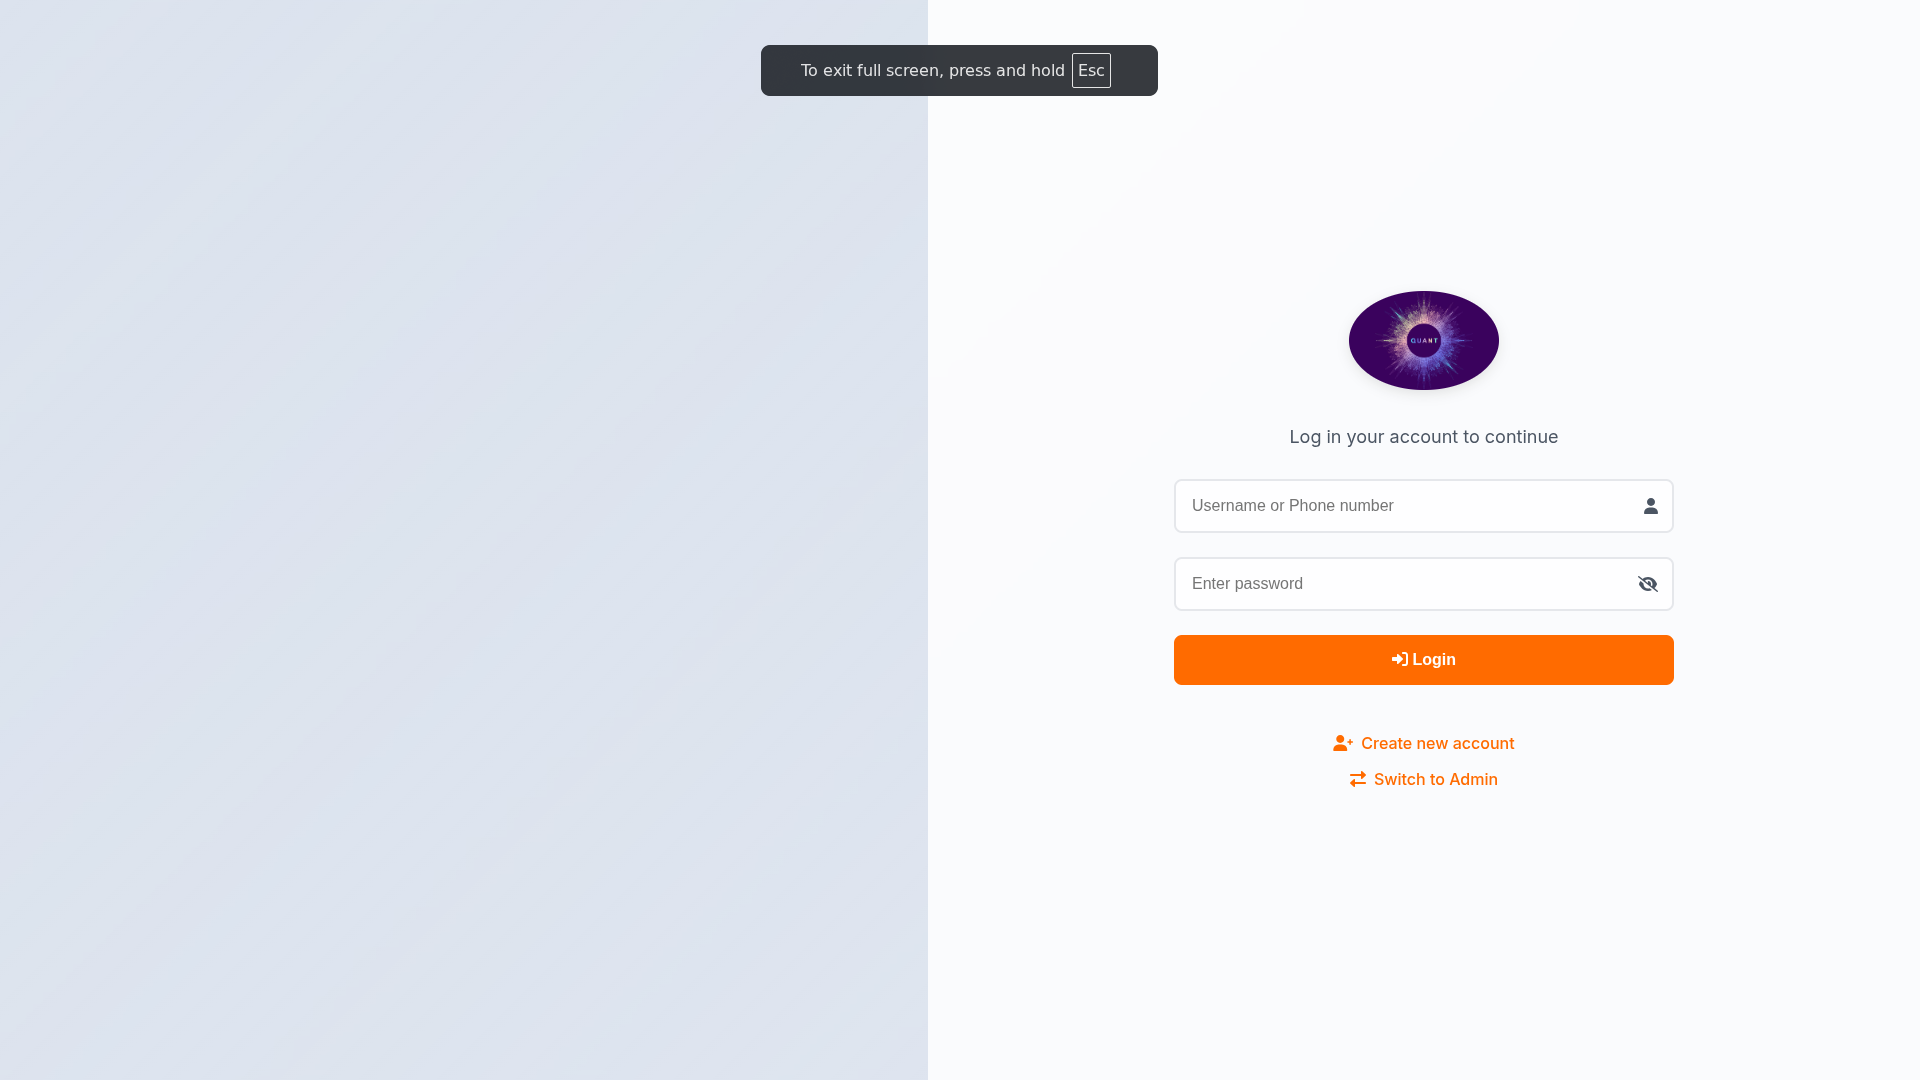 To exit full screen, press and hold Esc
QUANT
Log in your account to continue
Username or Phone number
Enter password
Login
Create new account
Switch to Admin